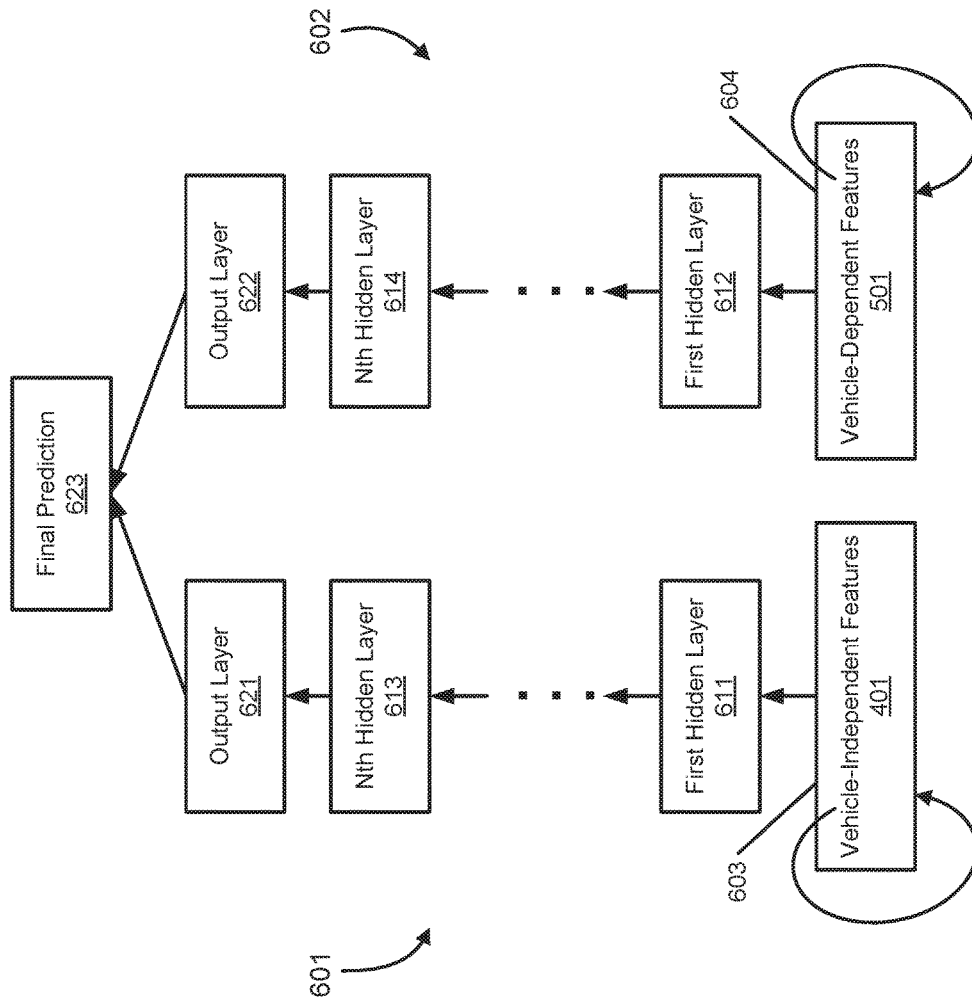 Final Prediction
623
Output Layer
621
Output Layer
622
Nth Hidden Layer
613
Nth Hidden Layer
614
601
602
First Hidden Layer
611
First Hidden Layer
612
603
604
Vehicle-Independent Features
401
Vehicle-Dependent Features
501